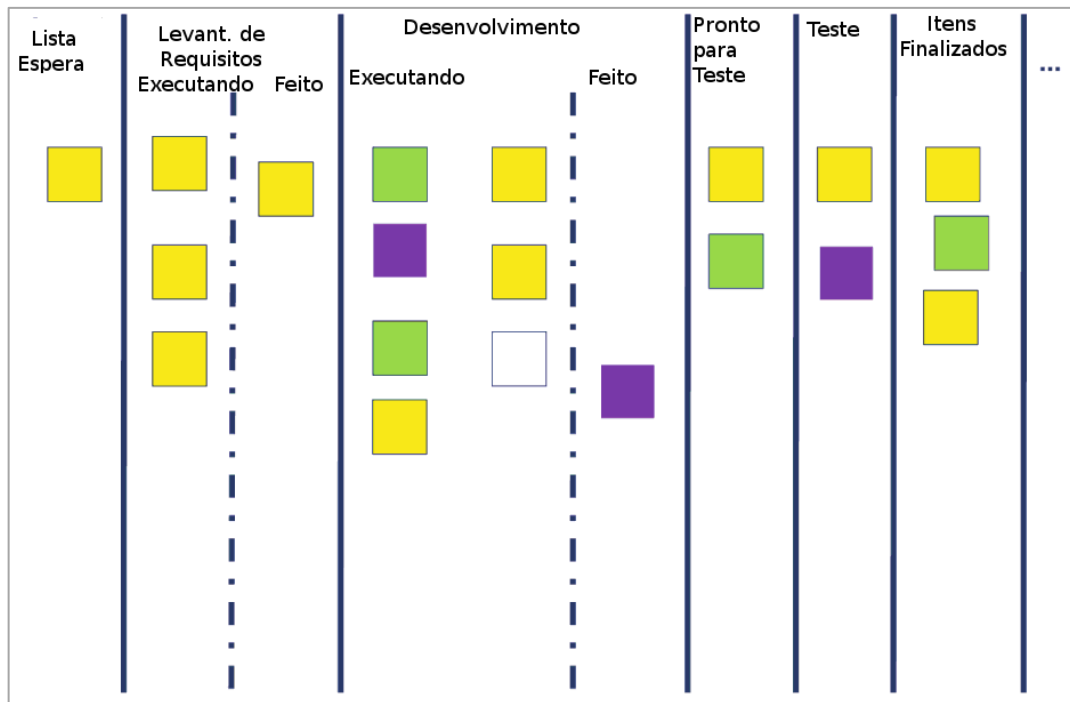 Lista
Espera
Levant. de
Requisitos
Executando
Feito
Desenvolvimento
Executando
Feito
Pronto
para
Teste
Teste
Itens
Finalizados
...